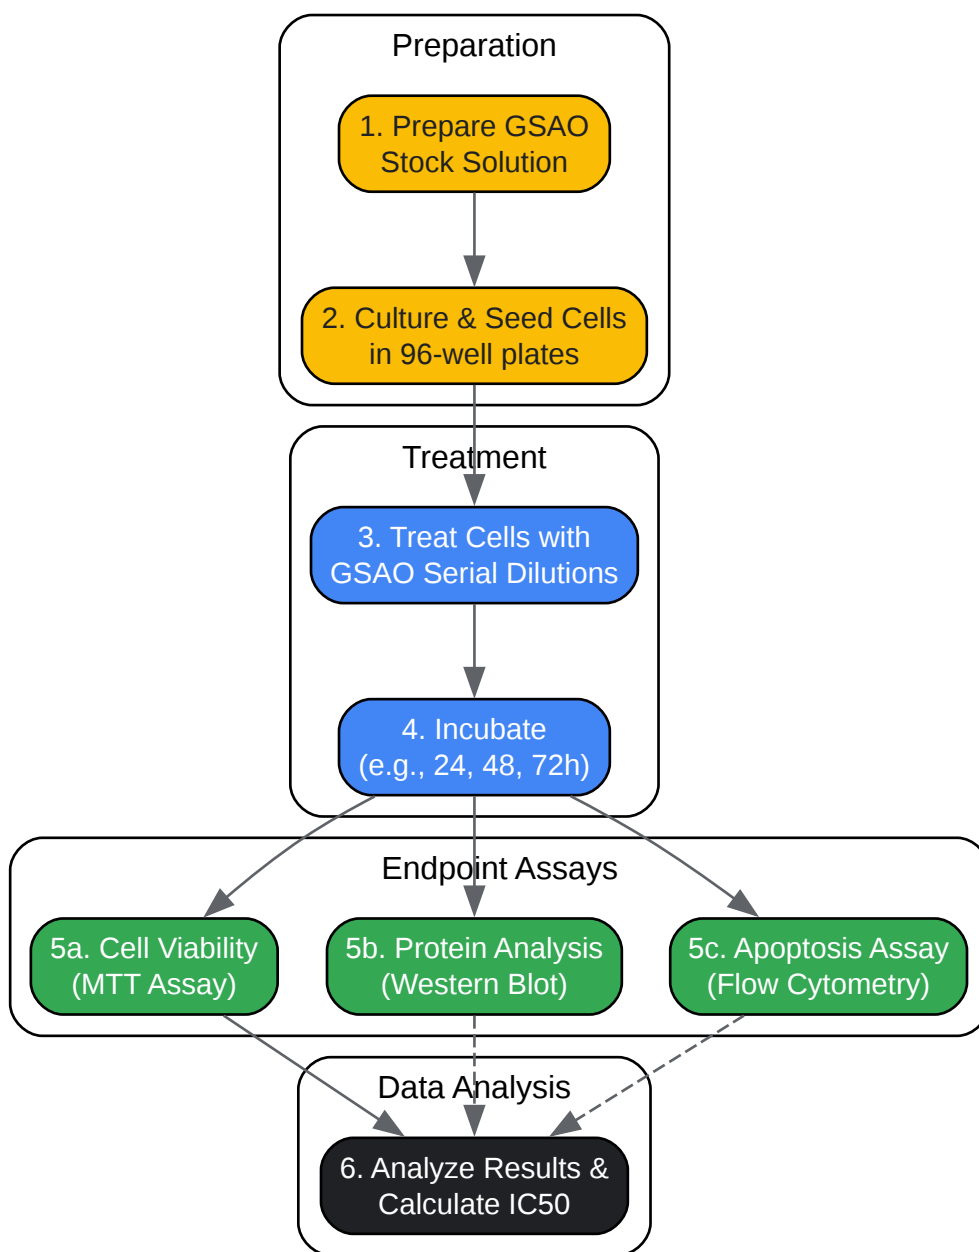 Preparation
1. Prepare GSAO
Stock Solution
2. Culture & Seed Cells
in 96-well plates
Treatment
3. Treat Cells with
GSAO Serial Dilutions
4. Incubate
(e.g., 24, 48, 72h)
Endpoint Assays
5a. Cell Viability
(MTT Assay)
5b. Protein Analysis
(Western Blot)
5c. Apoptosis Assay
(Flow Cytometry)
Data Analysis
6. Analyze Results &
Calculate IC50